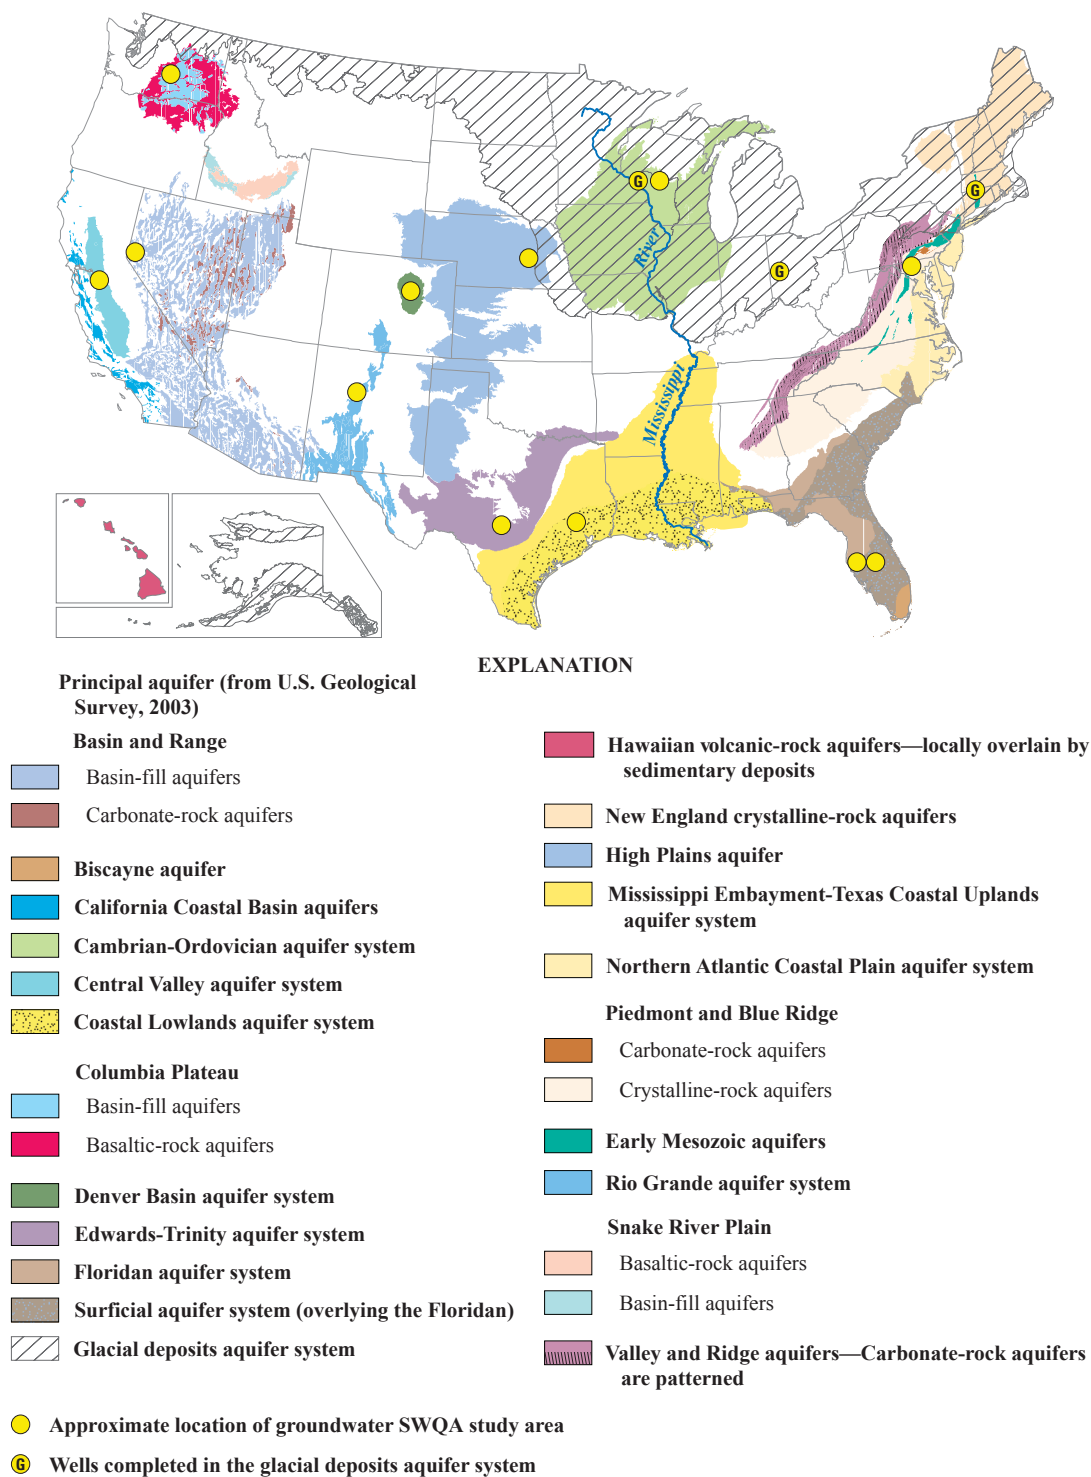 G
G
G
River
Mississippi
EXPLANATION
Principal aquifer (from U.S. Geological
Survey, 2003)
Basin and Range
Basin-fill aquifers
Carbonate-rock aquifers
Biscayne aquifer
California Coastal Basin aquifers
Cambrian-Ordovician aquifer system
Central Valley aquifer system
Coastal Lowlands aquifer system
Columbia Plateau
Basin-fill aquifers
Basaltic-rock aquifers
Denver Basin aquifer system
Edwards-Trinity aquifer system
Floridan aquifer system
Surficial aquifer system (overlying the Floridan)
Glacial deposits aquifer system
Hawaiian volcanic-rock aquifers—locally overlain by
sedimentary deposits
New England crystalline-rock aquifers
High Plains aquifer
Mississippi Embayment-Texas Coastal Uplands
aquifer system
Northern Atlantic Coastal Plain aquifer system
Piedmont and Blue Ridge
Carbonate-rock aquifers
Crystalline-rock aquifers
Early Mesozoic aquifers
Rio Grande aquifer system
Snake River Plain
Basaltic-rock aquifers
Basin-fill aquifers
Valley and Ridge aquifers—Carbonate-rock aquifers
are patterned
Approximate location of groundwater SWQA study area
G Wells completed in the glacial deposits aquifer system